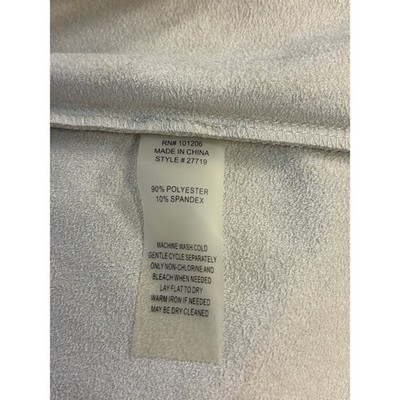 RN# 101206
MADE IN CHINA
STYLE # 27719
90% POLYESTER
10% SPANDEX
MACHINE WASH COLD
GENTLE CYCLE SEPARATELY
ONLY NON-CHLORINE AND
BLEACH WHEN NEEDED
LAY FLAT TO DRY
WARM IRON IF NEEDED
MAY BE DRY CLEANED